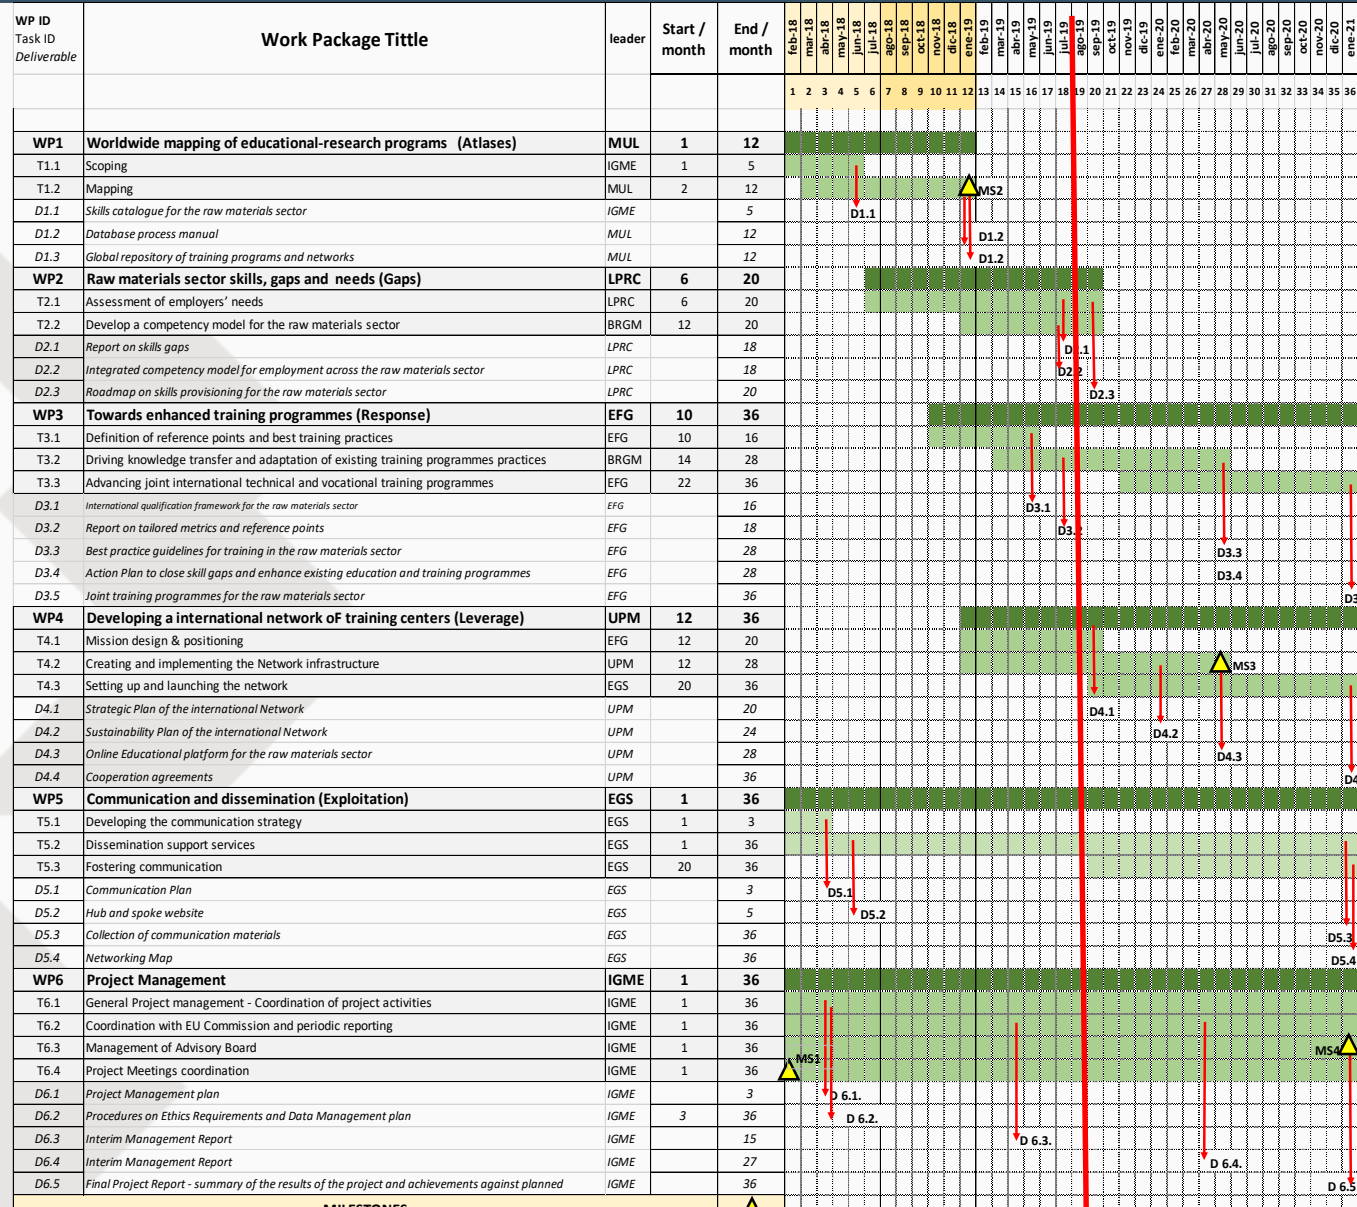 WP ID
Task ID
Deliverable
Work Package Tittle
leader
Start / month
End / month
feb-18 mar-18 abr-18 may-18 jun-18 jul-18 ago-18 sep-18 oct-18 nov-18 dic-18 ene-19 feb-19 mar-19 abr-19 may-19 jun-19 jul-19 ago-19 sep-19 oct-19 nov-19 dic-19 ene-20 feb-20 mar-20 abr-20 may-20 jun-20 jul-20 ago-20 sep-20 oct-20 nov-20 dic-20 ene-21
1 2 3 4 5 6 7 8 9 10 11 12 13 14 15 16 17 18 19 20 21 22 23 24 25 26 27 28 29 30 31 32 33 34 35 36
WP1 Worldwide mapping of educational-research programs (Atlases) MUL 1 12
T1.1 Scoping IGME 1 5
T1.2 Mapping MUL 2 12 MS2
D1.1 Skills catalogue for the raw materials sector IGME 5 D1.1
D1.2 Database process manual MUL 12 D1.2
D1.3 Global repository of training programs and networks MUL 12 D1.2
WP2 Raw materials sector skills, gaps and needs (Gaps) LPRC 6 20
T2.1 Assessment of employers' needs LPRC 6 20
T2.2 Develop a competency model for the raw materials sector BRGM 12 20
D2.1 Report on skills gaps LPRC 18 D2.1
D2.2 Integrated competency model for employment across the raw materials sector LPRC 18 D2.2
D2.3 Roadmap on skills provisioning for the raw materials sector LPRC 20 D2.3
WP3 Towards enhanced training programmes (Response) EFG 10 36
T3.1 Definition of reference points and best training practices EFG 10 16
T3.2 Driving knowledge transfer and adaptation of existing training programmes practices BRGM 14 28
T3.3 Advancing joint international technical and vocational training programmes EFG 22 36
D3.1 International qualification framework for the raw materials sector EFG 16 D3.1
D3.2 Report on tailored metrics and reference points EFG 18 D3.2
D3.3 Best practice guidelines for training in the raw materials sector EFG 28 D3.3
D3.4 Action Plan to close skill gaps and enhance existing education and training programmes EFG 28 D3.4
D3.5 Joint training programmes for the raw materials sector EFG 36 D3
WP4 Developing a international network oF training centers (Leverage) UPM 12 36
T4.1 Mission design & positioning EFG 12 20
T4.2 Creating and implementing the Network infrastructure UPM 12 28 MS3
T4.3 Setting up and launching the network EGS 20 36
D4.1 Strategic Plan of the international Network UPM 20 D4.1
D4.2 Sustainability Plan of the international Network UPM 24 D4.2
D4.3 Online Educational platform for the raw materials sector UPM 28 D4.3
D4.4 Cooperation agreements UPM 36 D4
WP5 Communication and dissemination (Exploitation) EGS 1 36
T5.1 Developing the communication strategy EGS 1 3
T5.2 Dissemination support services EGS 1 36
T5.3 Fostering communication EGS 20 36
D5.1 Communication Plan EGS 3 D5.1
D5.2 Hub and spoke website EGS 5 D5.2
D5.3 Collection of communication materials EGS 36 D5.3
D5.4 Networking Map EGS 36 D5.4
WP6 Project Management IGME 1 36
T6.1 General Project management - Coordination of project activities IGME 1 36
T6.2 Coordination with EU Commission and periodic reporting IGME 1 36
T6.3 Management of Advisory Board IGME 1 36 MS1 MS4
T6.4 Project Meetings coordination IGME 1 36
D6.1 Project Management plan IGME 3 D 6.1.
D6.2 Procedures on Ethics Requirements and Data Management plan IGME 3 36 D 6.2.
D6.3 Interim Management Report IGME 15 D 6.3.
D6.4 Interim Management Report IGME 27 D 6.4.
D6.5 Final Project Report - summary of the results of the project and achievements against planned IGME 36 D 6.5
MILESTONES